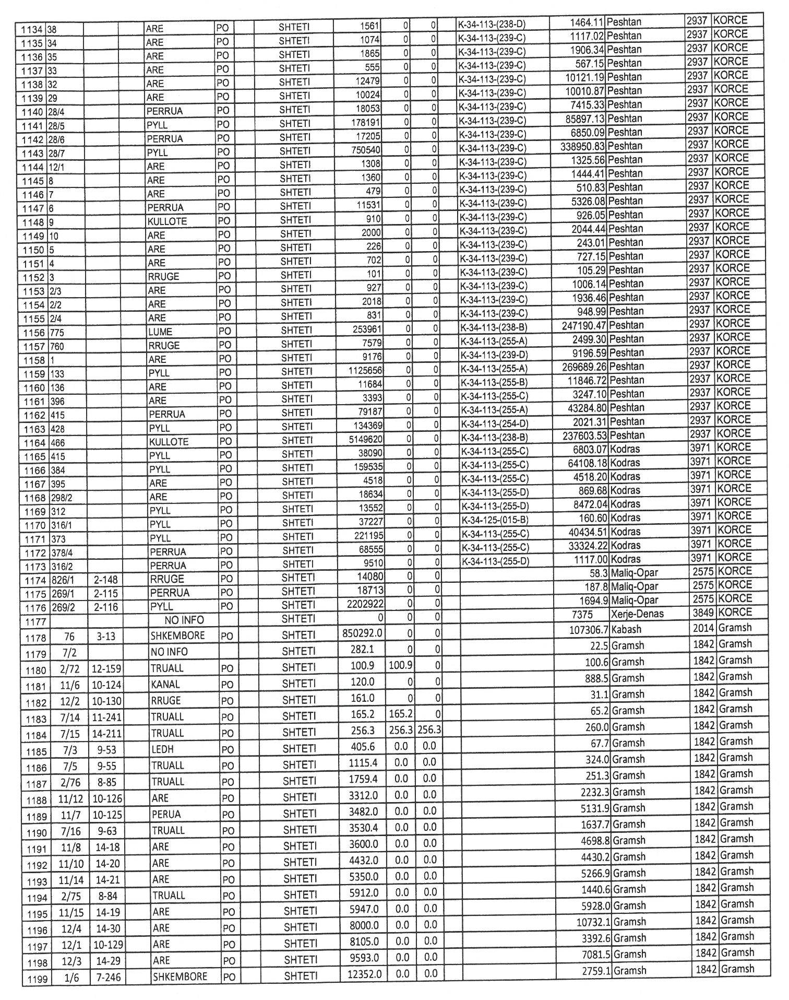 1134 38 ARE PO SHTETI 1561 0 0 K-34-113-(238-D) 1464.11 Peshtan 2937 KORCE
1135 34 ARE PO SHTETI 1074 0 0 K-34-113-(239-C) 1117.02 Peshtan 2937 KORCE
1136 35 ARE PO SHTETI 1865 0 0 K-34-113-(239-C) 1906.34 Peshtan 2937 KORCE
1137 33 ARE PO SHTETI 555 0 0 K-34-113-(239-C) 567.15 Peshtan 2937 KORCE
1138 32 ARE PO SHTETI 12479 0 0 K-34-113-(239-C) 10121.19 Peshtan 2937 KORCE
1139 29 ARE PO SHTETI 10024 0 0 K-34-113-(239-C) 10010.87 Peshtan 2937 KORCE
1140 28/4 PERRUA PO SHTETI 18053 0 0 K-34-113-(239-C) 7415.33 Peshtan 2937 KORCE
1141 28/5 PYLL PO SHTETI 178191 0 0 K-34-113-(239-C) 85897.13 Peshtan 2937 KORCE
1142 28/6 PERRUA PO SHTETI 17205 0 0 K-34-113-(239-C) 6850.09 Peshtan 2937 KORCE
1143 28/7 PYLL PO SHTETI 750540 0 0 K-34-113-(239-C) 338950.83 Peshtan 2937 KORCE
1144 12/1 ARE PO SHTETI 1308 0 0 K-34-113-(239-C) 1325.56 Peshtan 2937 KORCE
1145 8 ARE PO SHTETI 1360 0 0 K-34-113-(239-C) 1444.41 Peshtan 2937 KORCE
1146 7 ARE PO SHTETI 479 0 0 K-34-113-(239-C) 510.83 Peshtan 2937 KORCE
1147 6 PERRUA PO SHTETI 11531 0 0 K-34-113-(239-C) 5326.08 Peshtan 2937 KORCE
1148 9 KULLOTE PO SHTETI 910 0 0 K-34-113-(239-C) 926.05 Peshtan 2937 KORCE
1149 10 ARE PO SHTETI 2000 0 0 K-34-113-(239-C) 2044.44 Peshtan 2937 KORCE
1150 5 ARE PO SHTETI 226 0 0 K-34-113-(239-C) 243.01 Peshtan 2937 KORCE
1151 4 ARE PO SHTETI 702 0 0 K-34-113-(239-C) 727.15 Peshtan 2937 KORCE
1152 3 RRUGE PO SHTETI 101 0 0 K-34-113-(239-C) 105.29 Peshtan 2937 KORCE
1153 2/3 ARE PO SHTETI 927 0 0 K-34-113-(239-C) 1006.14 Peshtan 2937 KORCE
1154 2/2 ARE PO SHTETI 2018 0 0 K-34-113-(239-C) 1936.46 Peshtan 2937 KORCE
1155 2/4 ARE PO SHTETI 831 0 0 K-34-113-(239-C) 948.99 Peshtan 2937 KORCE
1156 775 LUME PO SHTETI 253961 0 0 K-34-113-(238-B) 247190.47 Peshtan 2937 KORCE
1157 760 RRUGE PO SHTETI 7579 0 0 K-34-113-(255-A) 2499.30 Peshtan 2937 KORCE
1158 1 ARE PO SHTETI 9176 0 0 K-34-113-(239-D) 9196.59 Peshtan 2937 KORCE
1159 133 PYLL PO SHTETI 1125656 0 0 K-34-113-(255-A) 269689.26 Peshtan 2937 KORCE
1160 136 ARE PO SHTETI 11684 0 0 K-34-113-(255-B) 11846.72 Peshtan 2937 KORCE
1161 396 ARE PO SHTETI 3393 0 0 K-34-113-(255-C) 3247.10 Peshtan 2937 KORCE
1162 415 PERRUA PO SHTETI 79187 0 0 K-34-113-(255-A) 43284.80 Peshtan 2937 KORCE
1163 428 PYLL PO SHTETI 134369 0 0 K-34-113-(254-D) 2021.31 Peshtan 2937 KORCE
1164 466 KULLOTE PO SHTETI 5149620 0 0 K-34-113-(238-B) 237603.53 Peshtan 2937 KORCE
1165 415 PYLL PO SHTETI 38090 0 0 K-34-113-(255-C) 6803.07 Kodras 3971 KORCE
1166 384 PYLL PO SHTETI 159535 0 0 K-34-113-(255-C) 64108.18 Kodras 3971 KORCE
1167 395 ARE PO SHTETI 4518 0 0 K-34-113-(255-C) 4518.20 Kodras 3971 KORCE
1168 298/2 ARE PO SHTETI 18634 0 0 K-34-113-(255-D) 869.68 Kodras 3971 KORCE
1169 312 PYLL PO SHTETI 13552 0 0 K-34-113-(255-D) 8472.04 Kodras 3971 KORCE
1170 316/1 PYLL PO SHTETI 37227 0 0 K-34-125-(015-B) 160.60 Kodras 3971 KORCE
1171 373 PYLL PO SHTETI 221195 0 0 K-34-113-(255-C) 40434.51 Kodras 3971 KORCE
1172 378/4 PERRUA PO SHTETI 68555 0 0 K-34-113-(255-C) 33324.22 Kodras 3971 KORCE
1173 316/2 PERRUA PO SHTETI 9510 0 0 K-34-113-(255-D) 1117.00 Kodras 3971 KORCE
1174 826/1 2-148 RRUGE PO SHTETI 14080 0 0 58.3 Maliq-Opar 2575 KORCE
1175 269/1 2-115 PERRUA PO SHTETI 18713 0 0 187.8 Maliq-Opar 2575 KORCE
1176 269/2 2-116 PYLL PO SHTETI 2202922 0 0 1694.9 Maliq-Opar 2575 KORCE
1177 NO INFO SHTETI 0 0 0 7375 Xerje-Denas 3849 KORCE
1178 76 3-13 SHKEMBORE PO SHTETI 850292.0 0 0 107306.7 Kabash 2014 Gramsh
1179 7/2 NO INFO SHTETI 282.1 0 0 22.5 Gramsh 1842 Gramsh
1180 2/72 12-159 TRUALL PO SHTETI 100.9 100.9 0 100.6 Gramsh 1842 Gramsh
1181 11/6 10-124 KANAL PO SHTETI 120.0 0 0 888.5 Gramsh 1842 Gramsh
1182 12/2 10-130 RRUGE PO SHTETI 161.0 0 0 31.1 Gramsh 1842 Gramsh
1183 7/14 11-241 TRUALL PO SHTETI 165.2 165.2 0 65.2 Gramsh 1842 Gramsh
1184 7/15 14-211 TRUALL PO SHTETI 256.3 256.3 256.3 260.0 Gramsh 1842 Gramsh
1185 7/3 9-53 LEDH PO SHTETI 405.6 0.0 0.0 67.7 Gramsh 1842 Gramsh
1186 7/5 9-55 TRUALL PO SHTETI 1115.4 0.0 0.0 324.0 Gramsh 1842 Gramsh
1187 2/76 8-85 TRUALL PO SHTETI 1759.4 0.0 0.0 251.3 Gramsh 1842 Gramsh
1188 11/12 10-126 ARE PO SHTETI 3312.0 0.0 0.0 2232.3 Gramsh 1842 Gramsh
1189 11/7 10-125 PERUA PO SHTETI 3482.0 0.0 0.0 5131.9 Gramsh 1842 Gramsh
1190 7/16 9-63 TRUALL PO SHTETI 3530.4 0.0 0.0 1637.7 Gramsh 1842 Gramsh
1191 11/8 14-18 ARE PO SHTETI 3600.0 0.0 0.0 4698.8 Gramsh 1842 Gramsh
1192 11/10 14-20 ARE PO SHTETI 4432.0 0.0 0.0 4430.2 Gramsh 1842 Gramsh
1193 11/14 14-21 ARE PO SHTETI 5350.0 0.0 0.0 5266.9 Gramsh 1842 Gramsh
1194 2/75 8-84 TRUALL PO SHTETI 5912.0 0.0 0.0 1440.6 Gramsh 1842 Gramsh
1195 11/15 14-19 ARE PO SHTETI 5947.0 0.0 0.0 5928.0 Gramsh 1842 Gramsh
1196 12/4 14-30 ARE PO SHTETI 8000.0 0.0 0.0 10732.1 Gramsh 1842 Gramsh
1197 12/1 10-129 ARE PO SHTETI 8105.0 0.0 0.0 3392.6 Gramsh 1842 Gramsh
1198 12/3 14-29 ARE PO SHTETI 9593.0 0.0 0.0 7081.5 Gramsh 1842 Gramsh
1199 1/6 7-246 SHKEMBORE PO SHTETI 12352.0 0.0 0.0 2759.1 Gramsh 1842 Gramsh